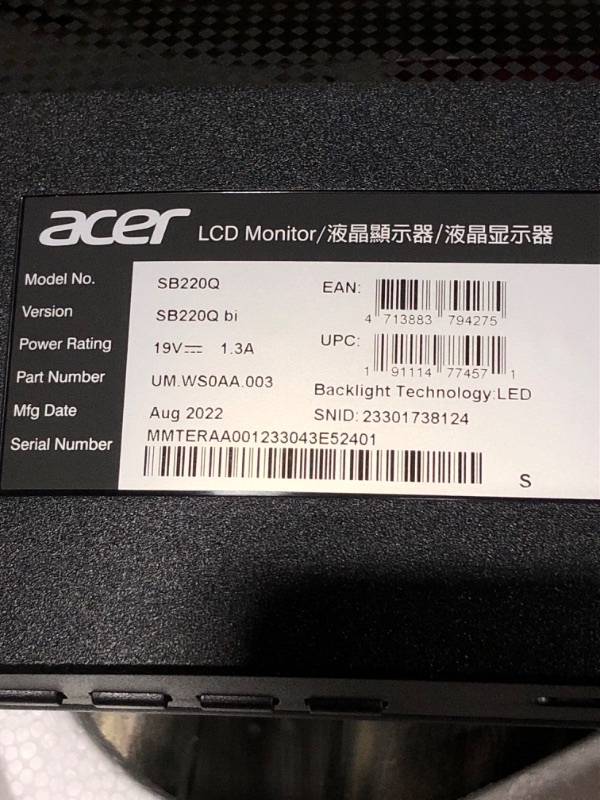 acer LCD Monitor/液晶顯示器/液晶显示器
Model No. SB220Q
EAN: 4 713883 794275
Version SB220Q bi
Power Rating 19V⎓ 1.3A
UPC: 1 91114 77457 1
Part Number UM.WS0AA.003
Backlight Technology:LED
Mfg Date Aug 2022
SNID: 23301738124
Serial Number MMTERAA001233043E52401
S